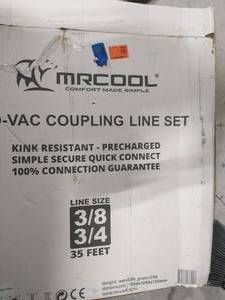 MRCOOL
COMFORT MADE SIMPLE
-VAC COUPLING LINE SET
KINK RESISTANT - PRECHARGED
SIMPLE SECURE QUICK CONNECT
100% CONNECTION GUARANTEE
LINE SIZE
3/8
3/4
35 FEET
CE